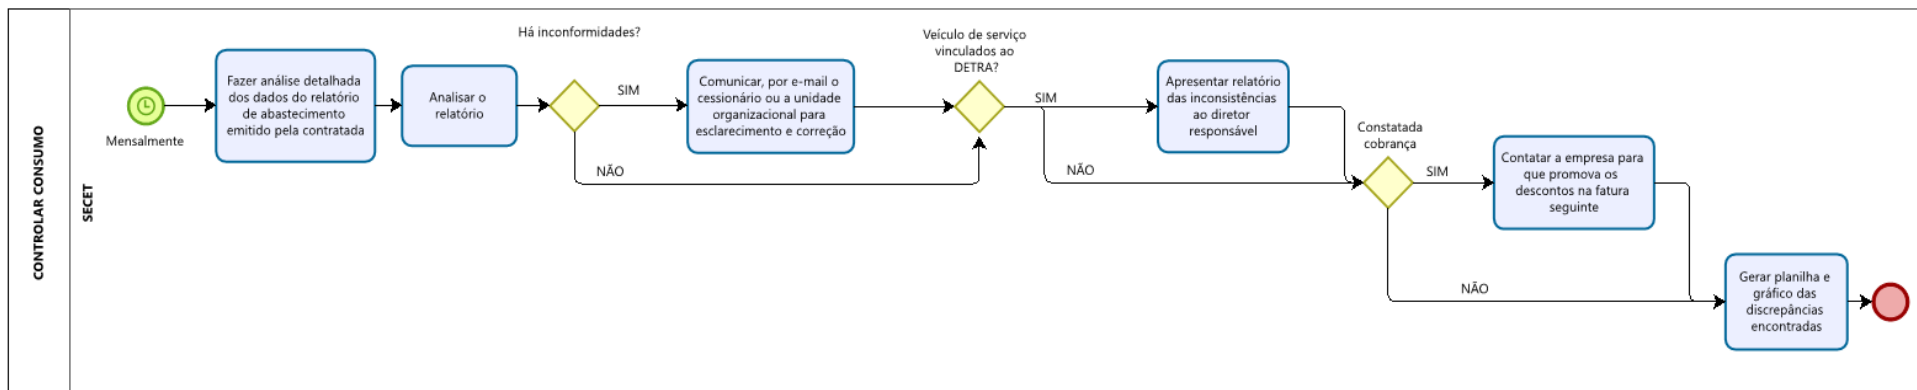 CONTROLAR CONSUMO
SECET
Mensalmente
Fazer análise detalhada
dos dados do relatório
de abastecimento
emitido pela contratada
Analisar o
relatório
Há inconformidades?
SIM
NÃO
Comunicar, por e-mail o
cessionário ou a unidade
organizacional para
esclarecimento e correção
Veículo de serviço
vinculados ao
DETRA?
SIM
NÃO
Apresentar relatório
das inconsistências
ao diretor
responsável
Constatada
cobrança
SIM
NÃO
Contatar a empresa para
que promova os
descontos na fatura
seguinte
Gerar planilha e
gráfico das
discrepâncias
encontradas